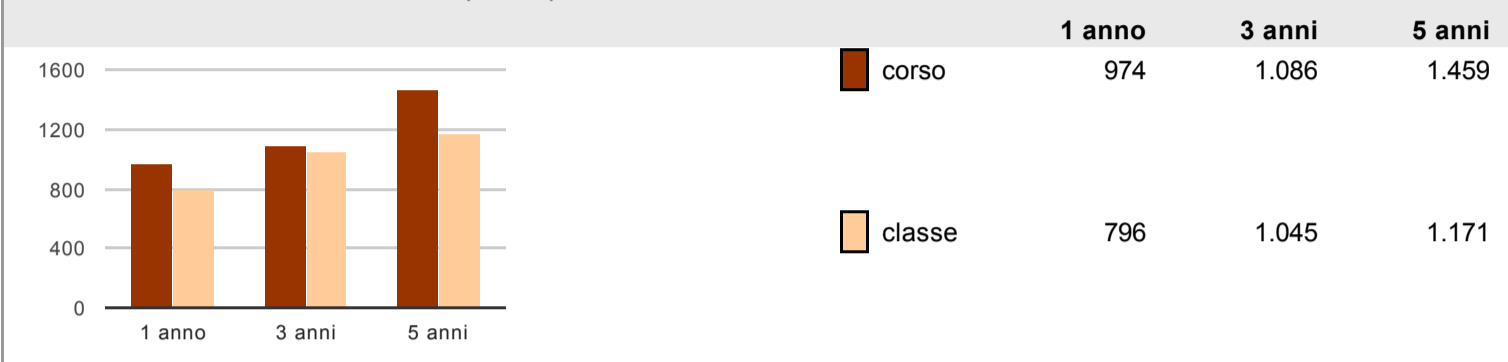 1 anno 3 anni 5 anni
1600
1200
800
400
0
1 anno 3 anni 5 anni
corso 974 1.086 1.459
classe 796 1.045 1.171